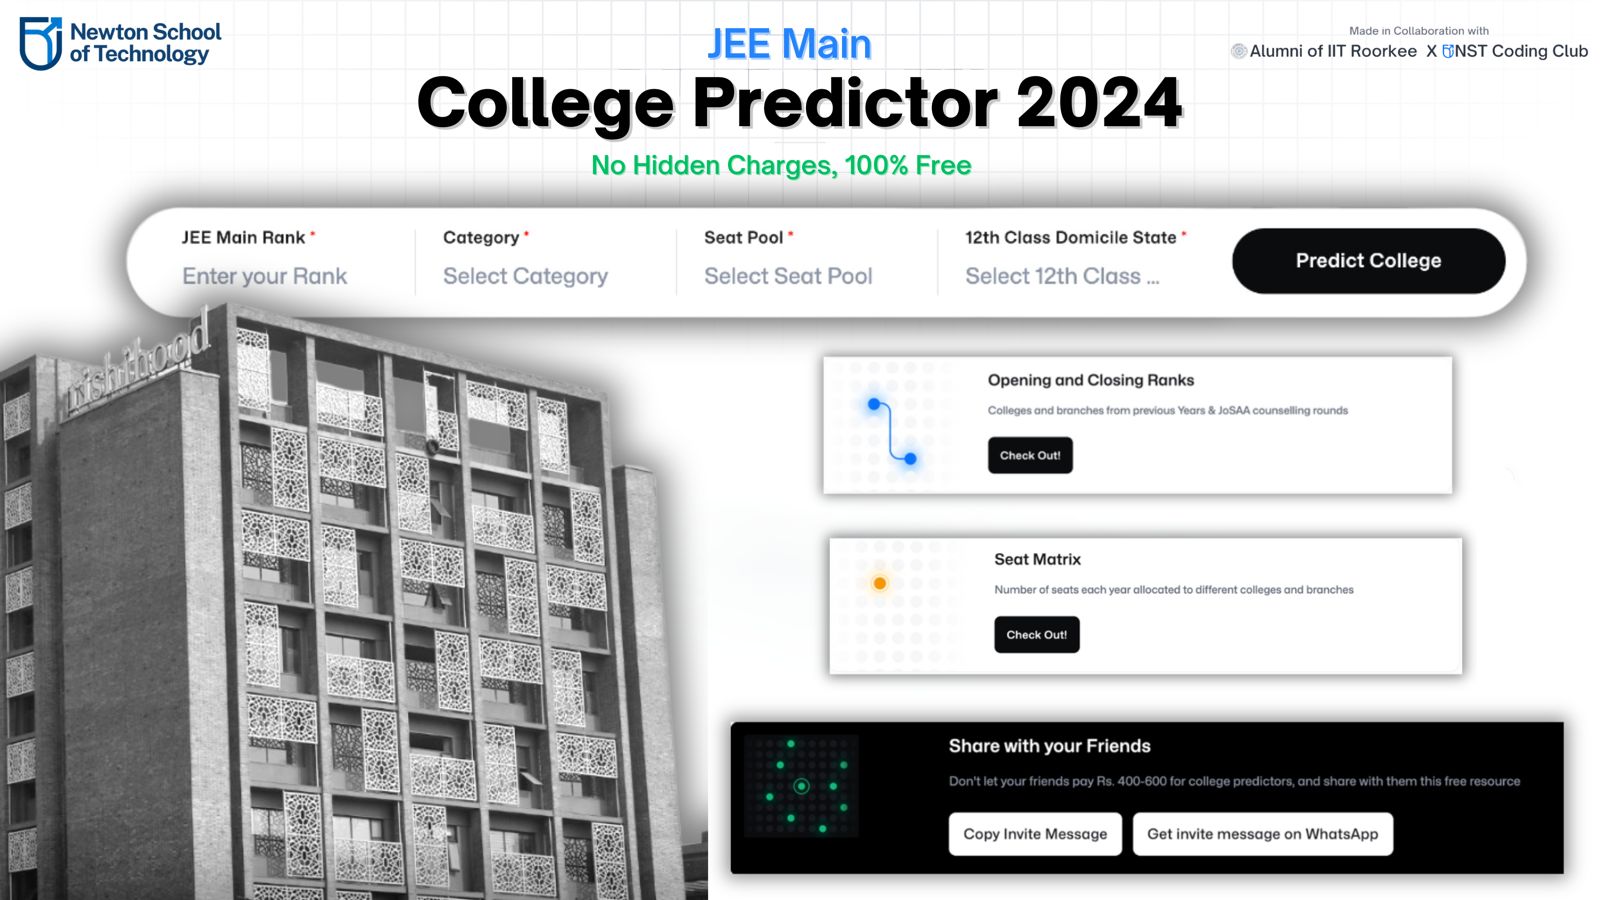 Newton School
of Technology
JEE Main
College Predictor 2024
No Hidden Charges, 100% Free
Made in Collaboration with
Alumni of IIT Roorkee X NST Coding Club
JEE Main Rank *
Enter your Rank
Category *
Select Category
Seat Pool *
Select Seat Pool
12th Class Domicile State *
Select 12th Class ...
Predict College
rishihood
Opening and Closing Ranks
Colleges and branches from previous Years & JoSAA counselling rounds
Check Out!
Seat Matrix
Number of seats each year allocated to different colleges and branches
Check Out!
Share with your Friends
Don't let your friends pay Rs. 400-600 for college predictors, and share with them this free resource
Copy Invite Message
Get invite message on WhatsApp